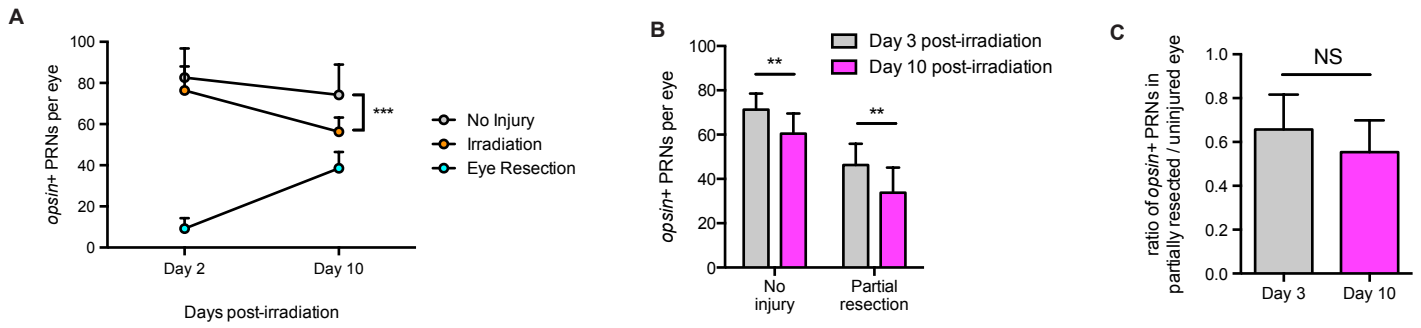 A
opsin+ PRNs per eye
100
80
60
40
20
0
***
Day 2
Day 10
Days post-irradiation
No Injury
Irradiation
Eye Resection
B
opsin+ PRNs per eye
100
80
60
40
20
0
**
**
Day 3 post-irradiation
Day 10 post-irradiation
No
injury
Partial
resection
C
ratio of opsin+ PRNs in
partially resected / uninjured eye
1.0
0.8
0.6
0.4
0.2
0.0
NS
Day 3
Day 10